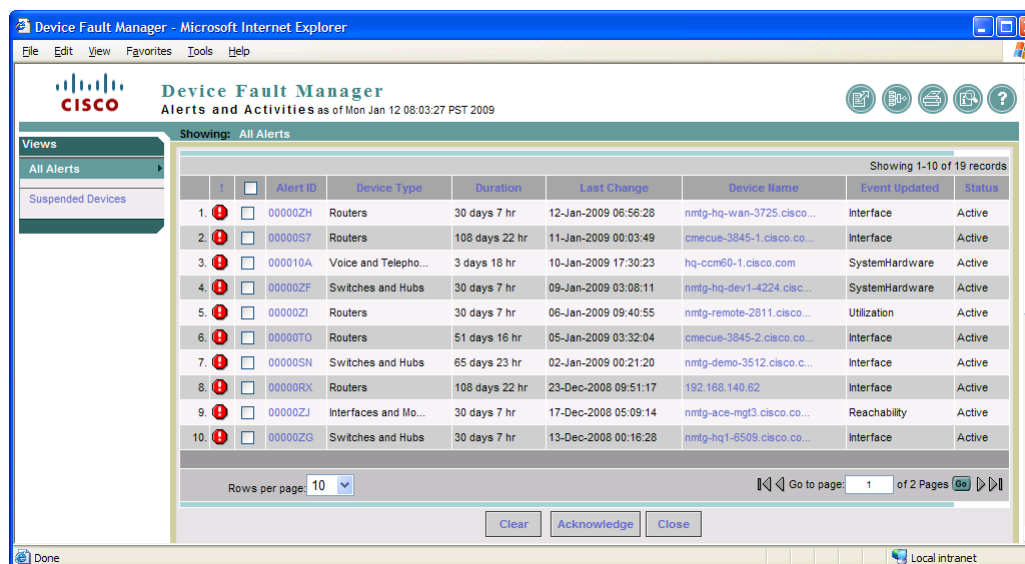 Device Fault Manager - Microsoft Internet Explorer
File Edit View Favorites Tools Help
CISCO
Device Fault Manager
Alerts and Activities as of Mon Jan 12 08:03:27 PST 2009
Showing: All Alerts
Views
All Alerts
Suspended Devices
Showing 1-10 of 19 records
! Alert ID Device Type Duration Last Change Device Name Event Updated Status
1. 00000ZH Routers 30 days 7 hr 12-Jan-2009 06:56:28 nmtg-hq-wan-3725.cisco... Interface Active
2. 00000S7 Routers 108 days 22 hr 11-Jan-2009 00:03:49 cmecue-3845-1.cisco.co... Interface Active
3. 000010A Voice and Telepho... 3 days 18 hr 10-Jan-2009 17:30:23 hq-ccm60-1.cisco.com SystemHardware Active
4. 00000ZF Switches and Hubs 30 days 7 hr 09-Jan-2009 03:08:11 nmtg-hq-dev1-4224.cisc... SystemHardware Active
5. 00000ZI Routers 30 days 7 hr 06-Jan-2009 09:40:55 nmtg-remote-2811.cisco... Utilization Active
6. 00000TO Routers 51 days 16 hr 05-Jan-2009 03:32:04 cmecue-3845-2.cisco.co... Interface Active
7. 00000SN Switches and Hubs 65 days 23 hr 02-Jan-2009 00:21:20 nmtg-demo-3512.cisco.c... Interface Active
8. 00000RX Routers 108 days 22 hr 23-Dec-2008 09:51:17 192.168.140.62 Interface Active
9. 00000ZJ Interfaces and Mo... 30 days 7 hr 17-Dec-2008 05:09:14 nmtg-ace-mgt3.cisco.co... Reachability Active
10. 00000ZG Switches and Hubs 30 days 7 hr 13-Dec-2008 00:16:28 nmtg-hq1-6509.cisco.co... Interface Active
Rows per page: 10 Go to page: 1 of 2 Pages Go
Clear Acknowledge Close
Done Local intranet